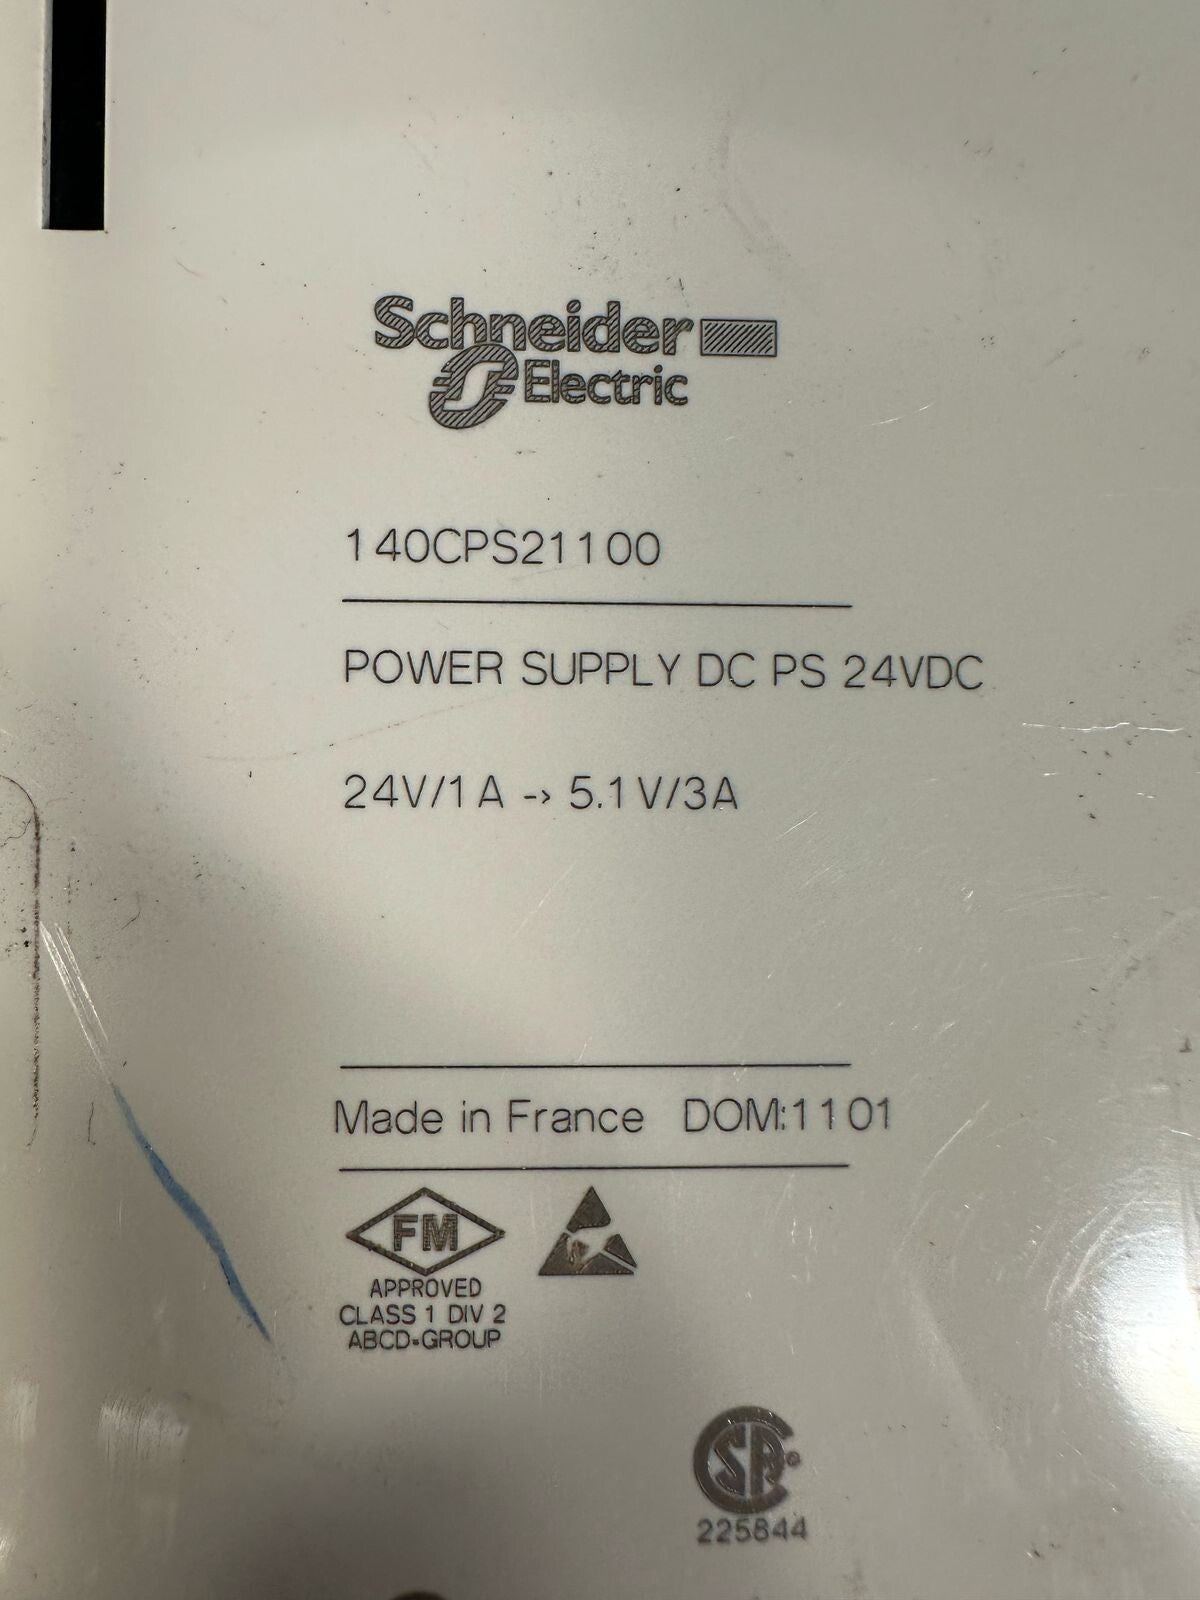 Schneider
Electric
140CPS21100
POWER SUPPLY DC PS 24VDC
24V/1A -> 5.1V/3A
Made in France DOM:1101
FM
APPROVED
CLASS 1 DIV 2
ABCD-GROUP
SP®
225844